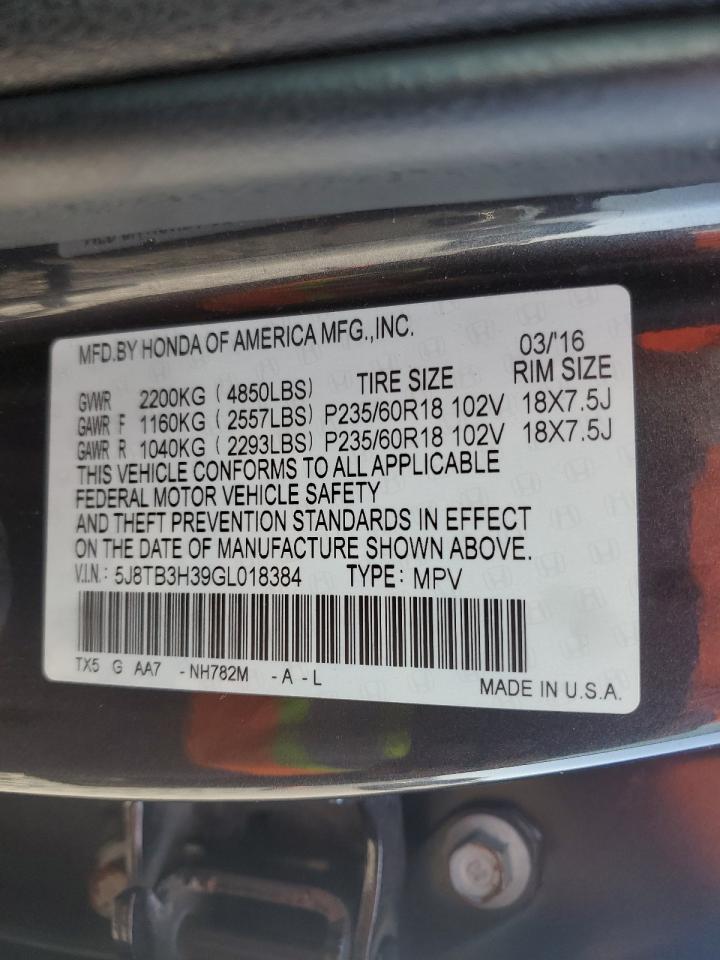 MFD.BY HONDA OF AMERICA MFG.,INC. 03/'16
GVWR 2200KG (4850LBS) TIRE SIZE RIM SIZE
GAWR F 1160KG (2557LBS) P235/60R18 102V 18X7.5J
GAWR R 1040KG (2293LBS) P235/60R18 102V 18X7.5J
THIS VEHICLE CONFORMS TO ALL APPLICABLE
FEDERAL MOTOR VEHICLE SAFETY
AND THEFT PREVENTION STANDARDS IN EFFECT
ON THE DATE OF MANUFACTURE SHOWN ABOVE.
V.I.N.: 5J8TB3H39GL018384 TYPE: MPV
TX5 G AA7 -NH782M -A -L
MADE IN U.S.A.